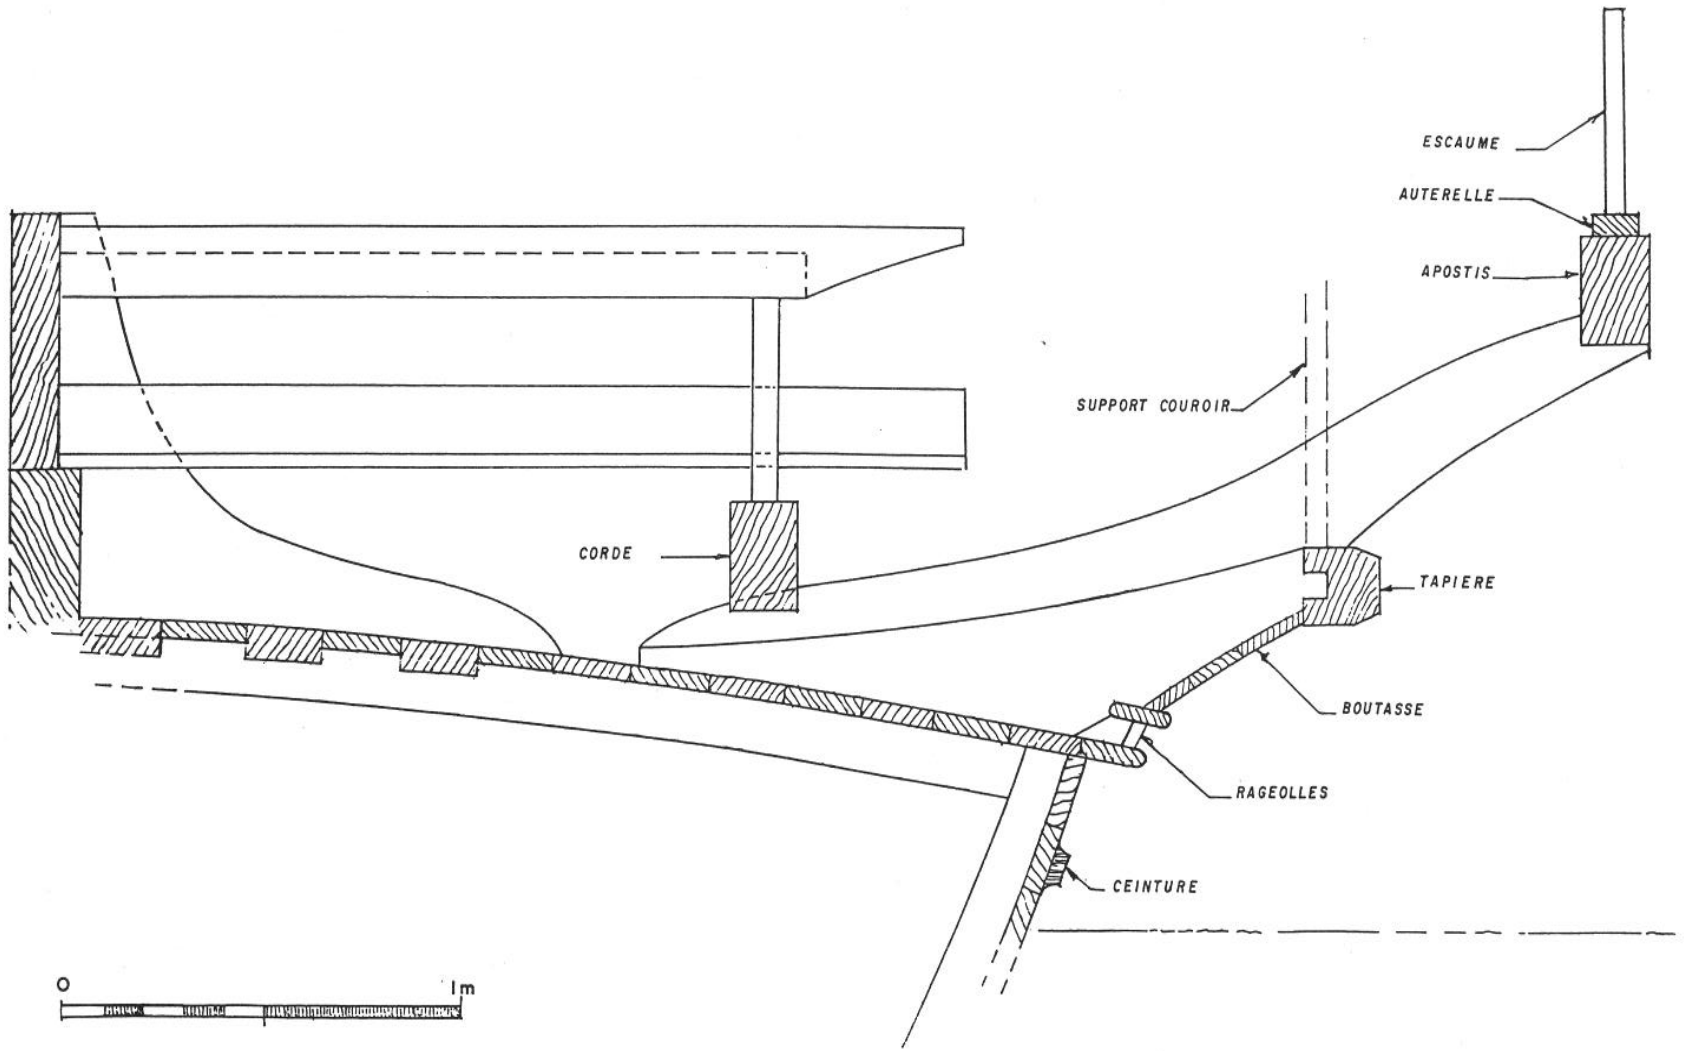 ESCAUME
AUTERELLE
APOSTIS
SUPPORT COUROIR
CORDE
TAPIERE
BOUTASSE
RAGEOLLES
CEINTURE
0 1m